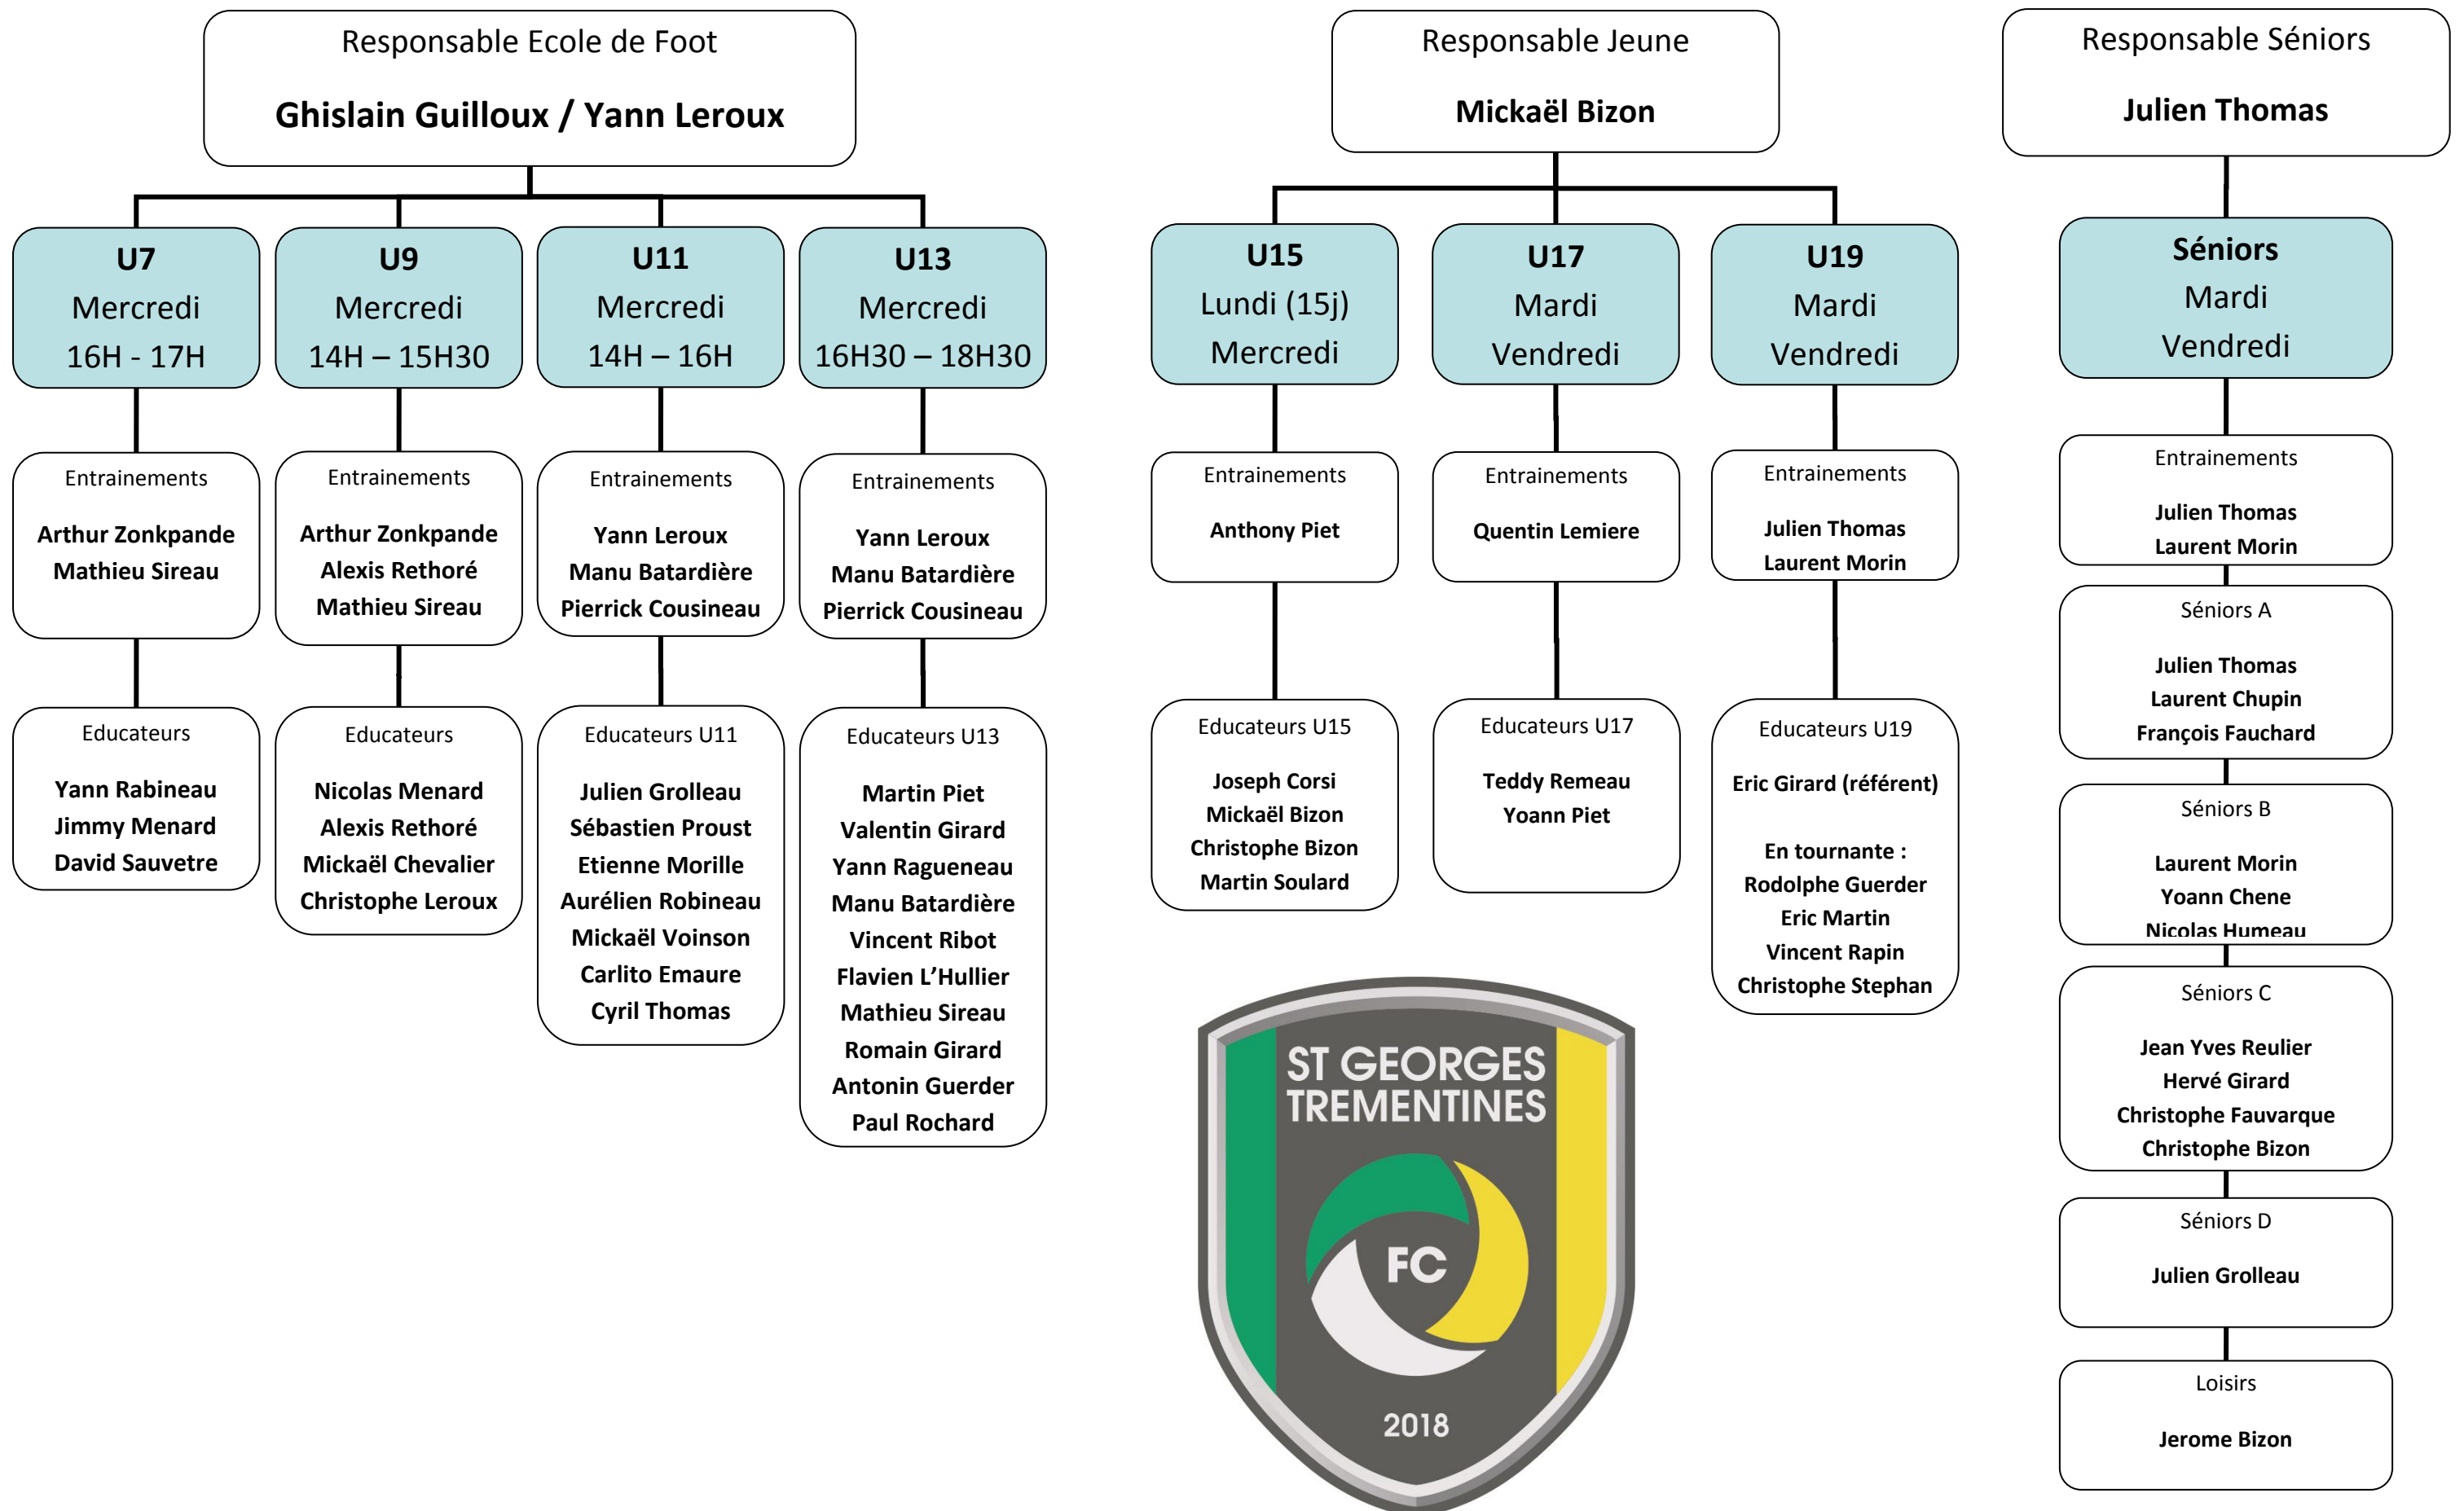 Responsable Ecole de Foot
Ghislain Guilloux / Yann Leroux
U7
Mercredi
16H - 17H
Entrainements
Arthur Zonkpande
Mathieu Sireau
Educateurs
Yann Rabineau
Jimmy Menard
David Sauvetre
U9
Mercredi
14H – 15H30
Entrainements
Arthur Zonkpande
Alexis Rethoré
Mathieu Sireau
Educateurs
Nicolas Menard
Alexis Rethoré
Mickaël Chevalier
Christophe Leroux
U11
Mercredi
14H – 16H
Entrainements
Yann Leroux
Manu Batardière
Pierrick Cousineau
Educateurs U11
Julien Grolleau
Sébastien Proust
Etienne Morille
Aurélien Robineau
Mickaël Voinson
Carlito Emaure
Cyril Thomas
U13
Mercredi
16H30 – 18H30
Entrainements
Yann Leroux
Manu Batardière
Pierrick Cousineau
Educateurs U13
Martin Piet
Valentin Girard
Yann Ragueneau
Manu Batardière
Vincent Ribot
Flavien L’Hullier
Mathieu Sireau
Romain Girard
Antonin Guerder
Paul Rochard
Responsable Jeune
Mickaël Bizon
U15
Lundi (15j)
Mercredi
Entrainements
Anthony Piet
Educateurs U15
Joseph Corsi
Mickaël Bizon
Christophe Bizon
Martin Soulard
U17
Mardi
Vendredi
Entrainements
Quentin Lemiere
Educateurs U17
Teddy Remeau
Yoann Piet
U19
Mardi
Vendredi
Entrainements
Julien Thomas
Laurent Morin
Educateurs U19
Eric Girard (référent)
En tournante :
Rodolphe Guerder
Eric Martin
Vincent Rapin
Christophe Stephan
ST GEORGES
TREMENTINES
FC
2018
Responsable Séniors
Julien Thomas
Séniors
Mardi
Vendredi
Entrainements
Julien Thomas
Laurent Morin
Séniors A
Julien Thomas
Laurent Chupin
François Fauchard
Séniors B
Laurent Morin
Yoann Chene
Nicolas Humeau
Séniors C
Jean Yves Reulier
Hervé Girard
Christophe Fauvarque
Christophe Bizon
Séniors D
Julien Grolleau
Loisirs
Jerome Bizon